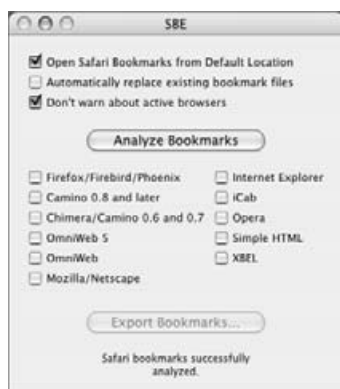 SBE
Open Safari Bookmarks from Default Location
Automatically replace existing bookmark files
Don't warn about active browsers
Analyze Bookmarks
Firefox/Firebird/Phoenix
Camino 0.8 and later
Chimera/Camino 0.6 and 0.7
OmniWeb 5
OmniWeb
Mozilla/Netscape
Internet Explorer
iCab
Opera
Simple HTML
XBEL
Export Bookmarks...
Safari bookmarks successfully
analyzed.